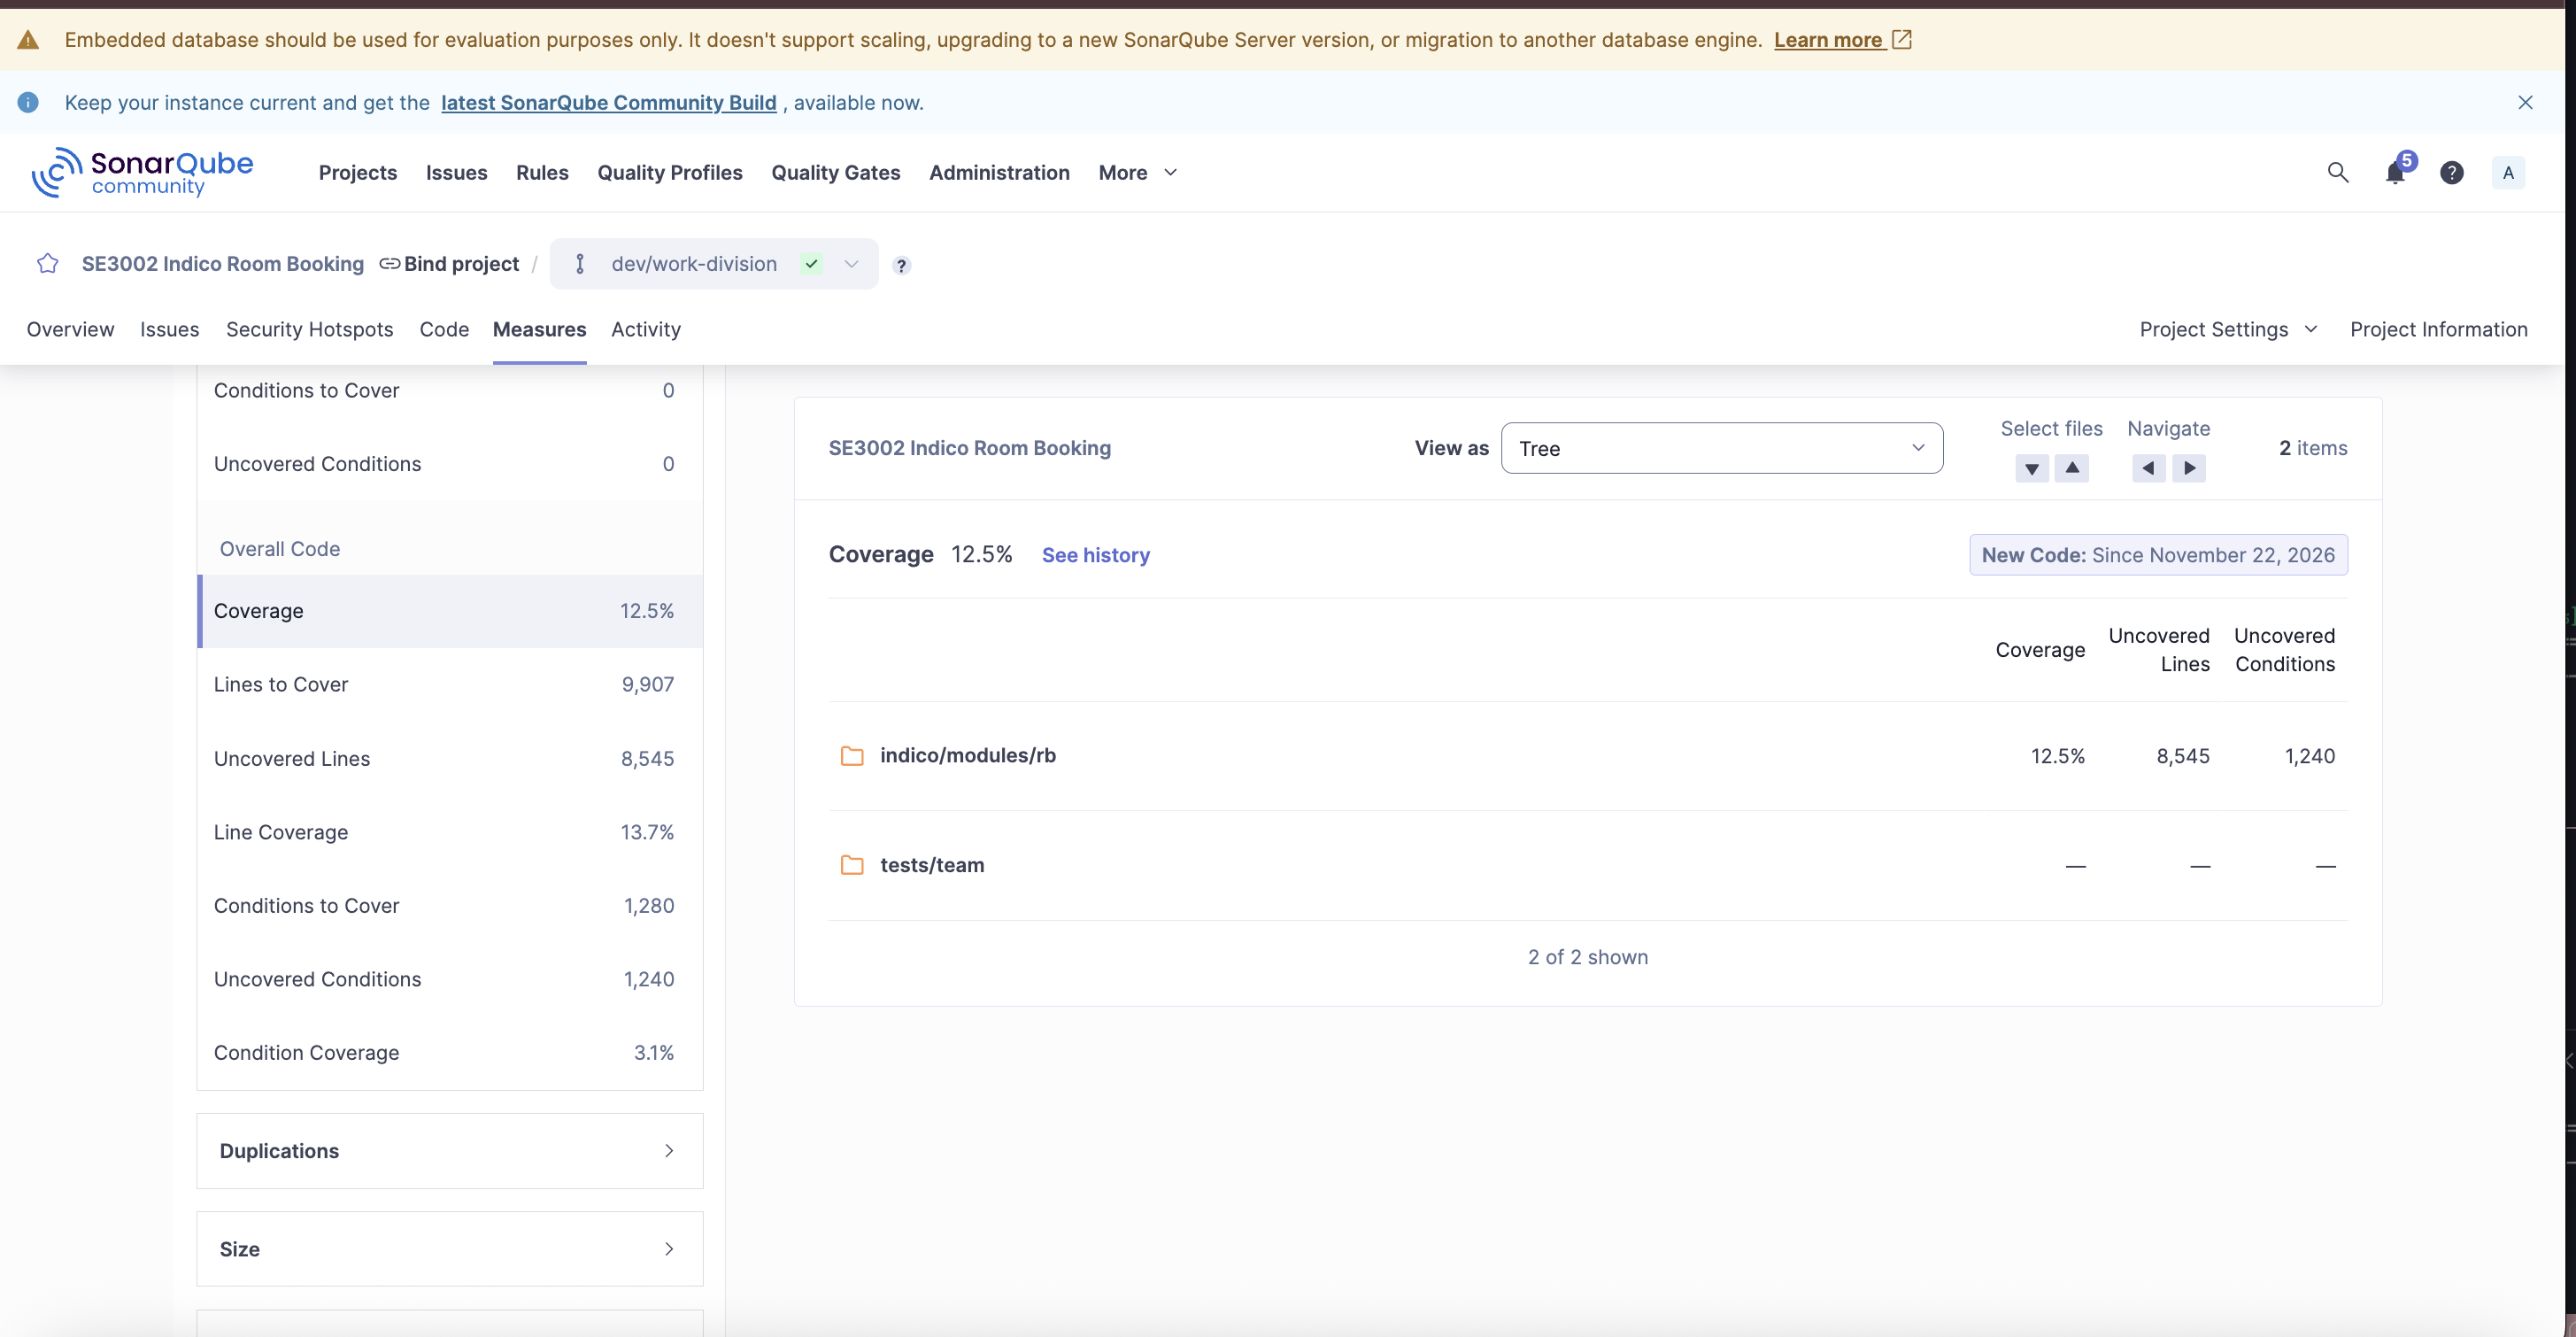 Embedded database should be used for evaluation purposes only. It doesn't support scaling, upgrading to a new SonarQube Server version, or migration to another database engine. Learn more
Keep your instance current and get the latest SonarQube Community Build , available now.
SonarQube community
Projects Issues Rules Quality Profiles Quality Gates Administration More
5
?
A
SE3002 Indico Room Booking Bind project / dev/work-division ?
Overview Issues Security Hotspots Code Measures Activity
Project Settings Project Information
Conditions to Cover 0
Uncovered Conditions 0
Overall Code
Coverage 12.5%
Lines to Cover 9,907
Uncovered Lines 8,545
Line Coverage 13.7%
Conditions to Cover 1,280
Uncovered Conditions 1,240
Condition Coverage 3.1%
Duplications
Size
SE3002 Indico Room Booking
View as Tree
Select files Navigate
2 items
Coverage 12.5% See history
New Code: Since November 22, 2026
Coverage Uncovered Lines Uncovered Conditions
indico/modules/rb 12.5% 8,545 1,240
tests/team — — —
2 of 2 shown